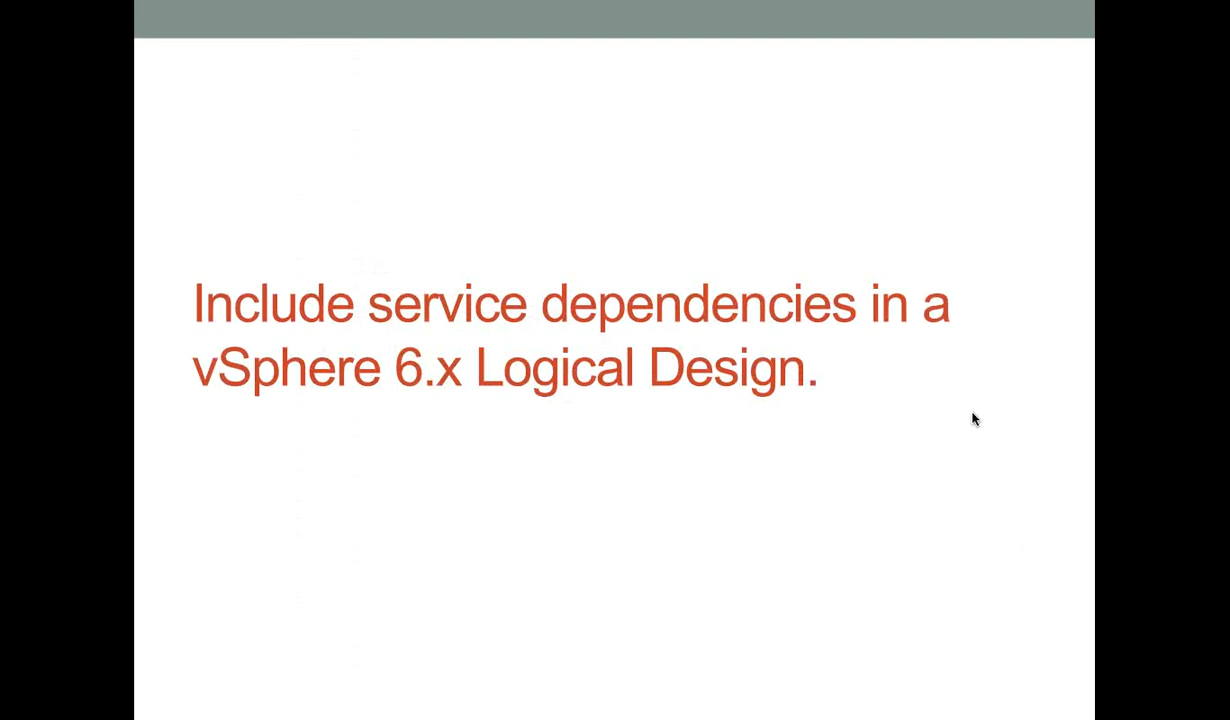 Include service dependencies in a
vSphere 6.x Logical Design.